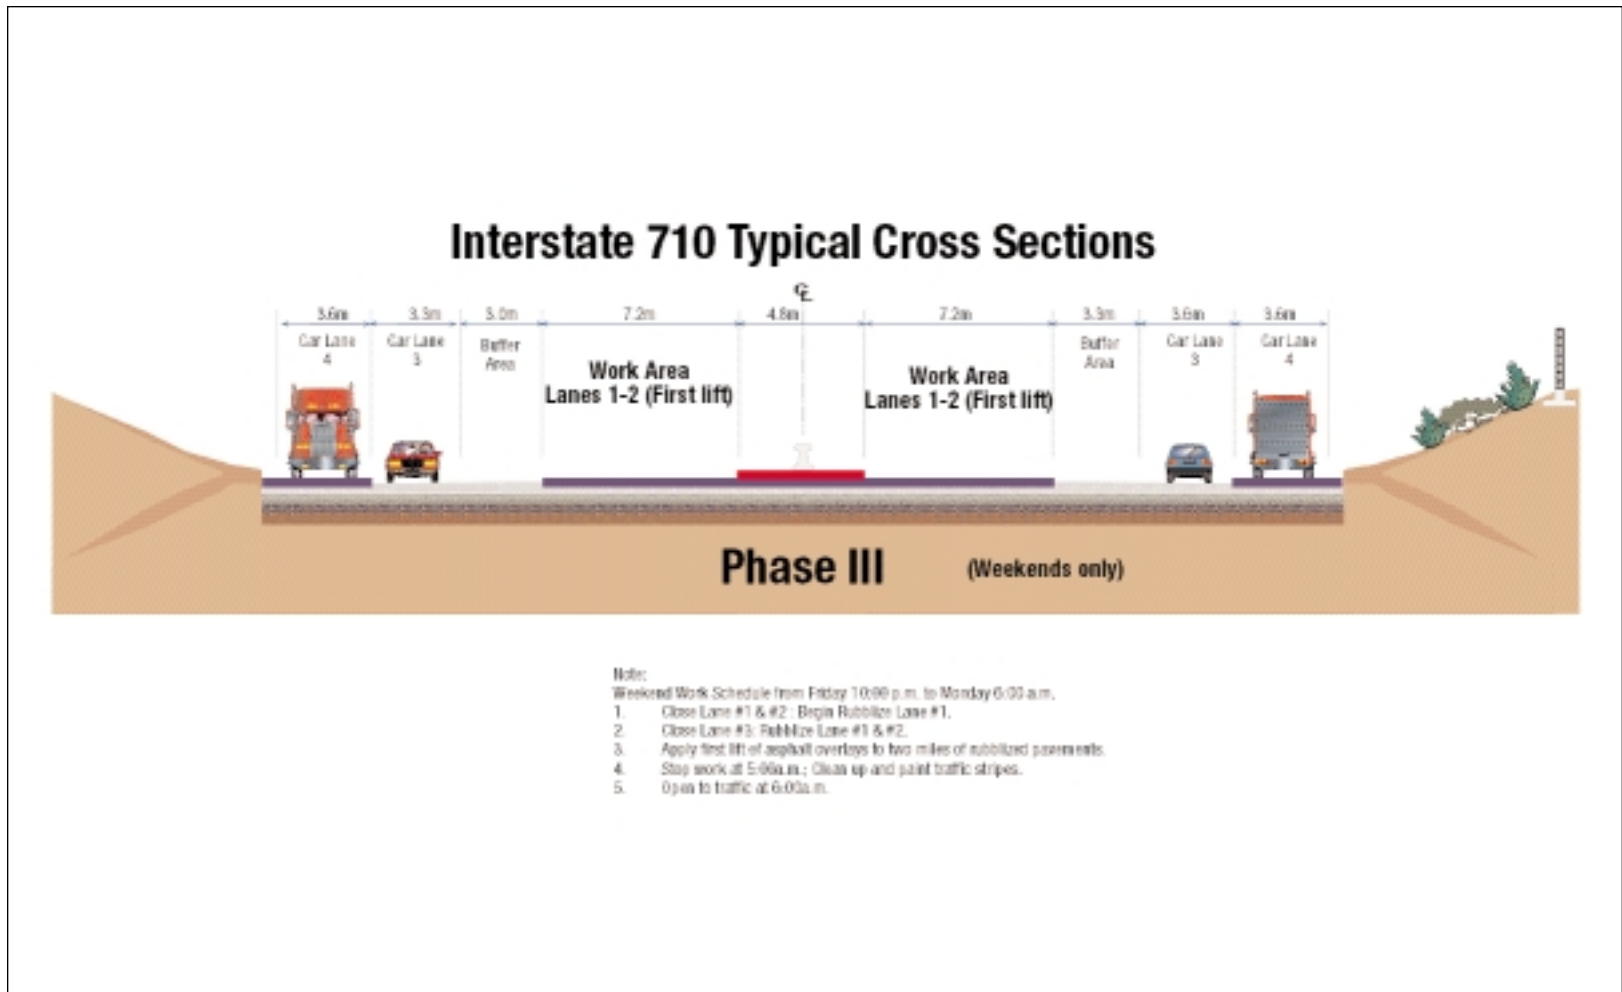 Interstate 710 Typical Cross Sections
℄
3.6m 3.3m 3.0m 7.2m 4.8m 7.2m 3.3m 3.6m 3.6m
Car Lane
4
Car Lane
3
Buffer
Area
Work Area
Lanes 1-2 (First lift)
Work Area
Lanes 1-2 (First lift)
Buffer
Area
Car Lane
3
Car Lane
4
Phase III (Weekends only)
Note:
Weekend Work Schedule from Friday 10:00 p.m. to Monday 6:00 a.m.
1. Close Lane #1 & #2 : Begin Rubblize Lane #1.
2. Close Lane #3: Rubblize Lane #1 & #2.
3. Apply first lift of asphalt overlays to two miles of rubblized pavements.
4. Stop work at 5:00a.m.; Clean up and paint traffic stripes.
5. Open to traffic at 6:00a.m.